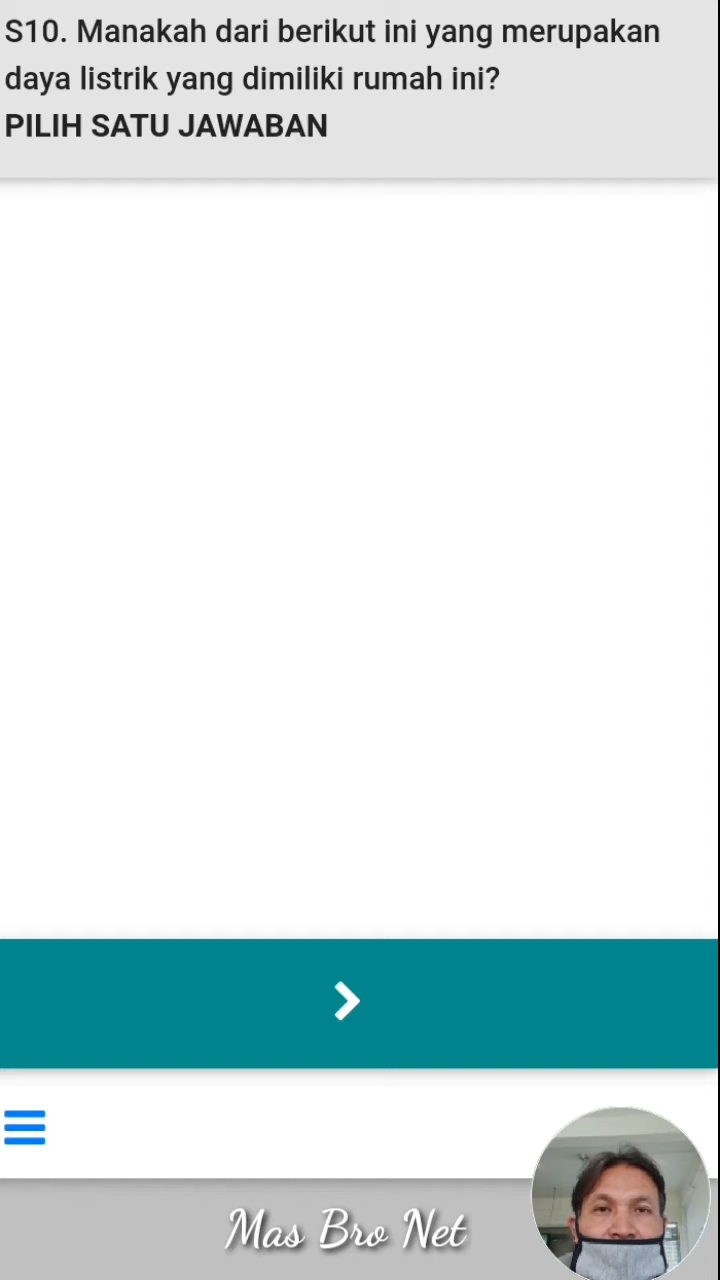 S10. Manakah dari berikut ini yang merupakan
daya listrik yang dimiliki rumah ini?
PILIH SATU JAWABAN
Mas Bro Net